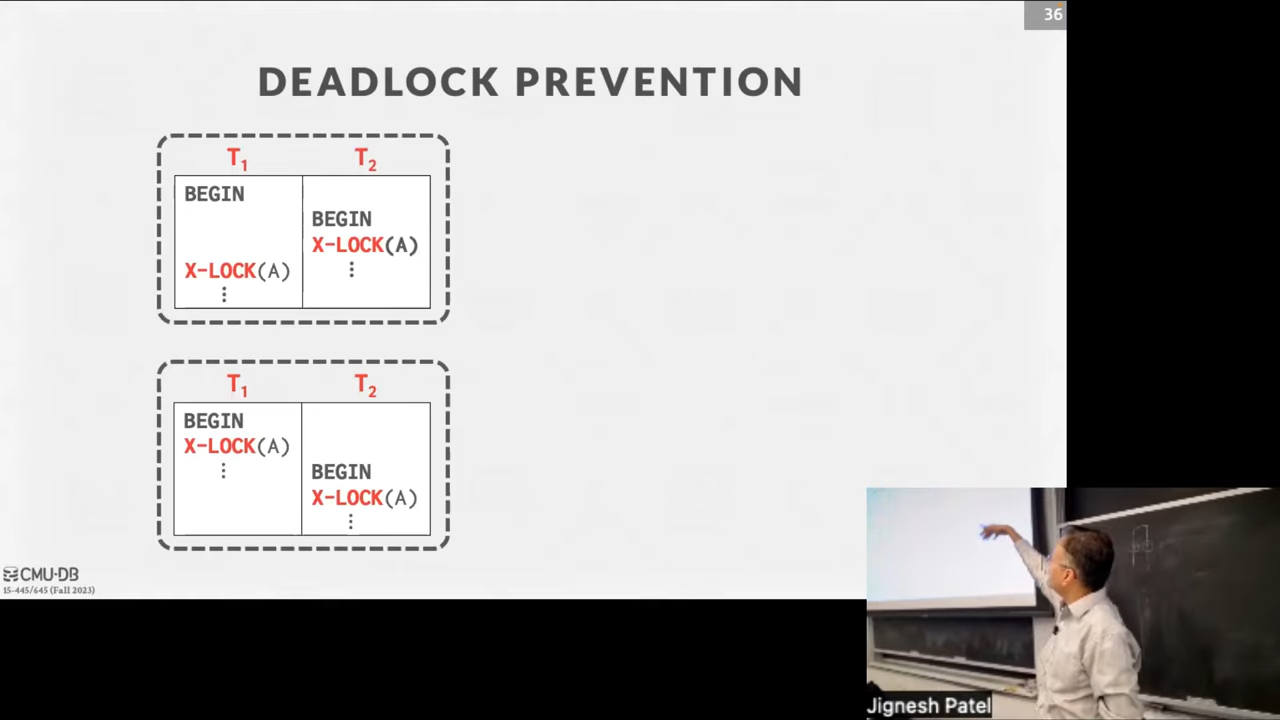 36
DEADLOCK PREVENTION
T1 T2
BEGIN
BEGIN
X-LOCK(A)
X-LOCK(A) ⋮
⋮
T1 T2
BEGIN
X-LOCK(A)
⋮ BEGIN
X-LOCK(A)
⋮
CMU·DB
15-445/645 (Fall 2023)
Jignesh Patel